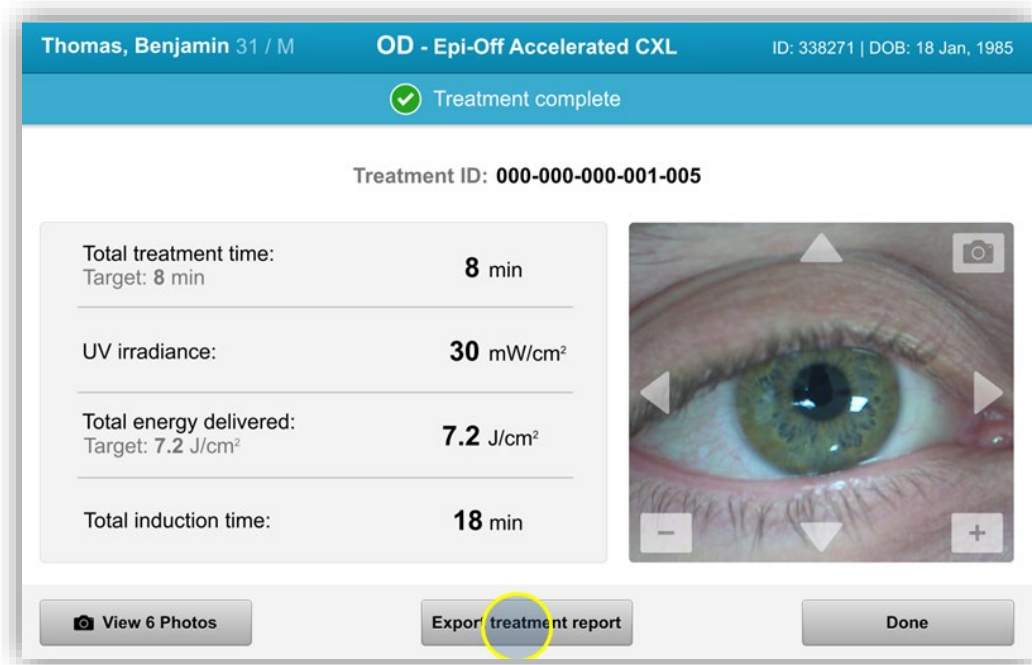 Thomas, Benjamin 31 / M OD - Epi-Off Accelerated CXL ID: 338271 | DOB: 18 Jan, 1985
Treatment complete
Treatment ID: 000-000-000-001-005
Total treatment time:
Target: 8 min
8 min
UV irradiance:
30 mW/cm²
Total energy delivered:
Target: 7.2 J/cm²
7.2 J/cm²
Total induction time:
18 min
View 6 Photos
Export treatment report
Done